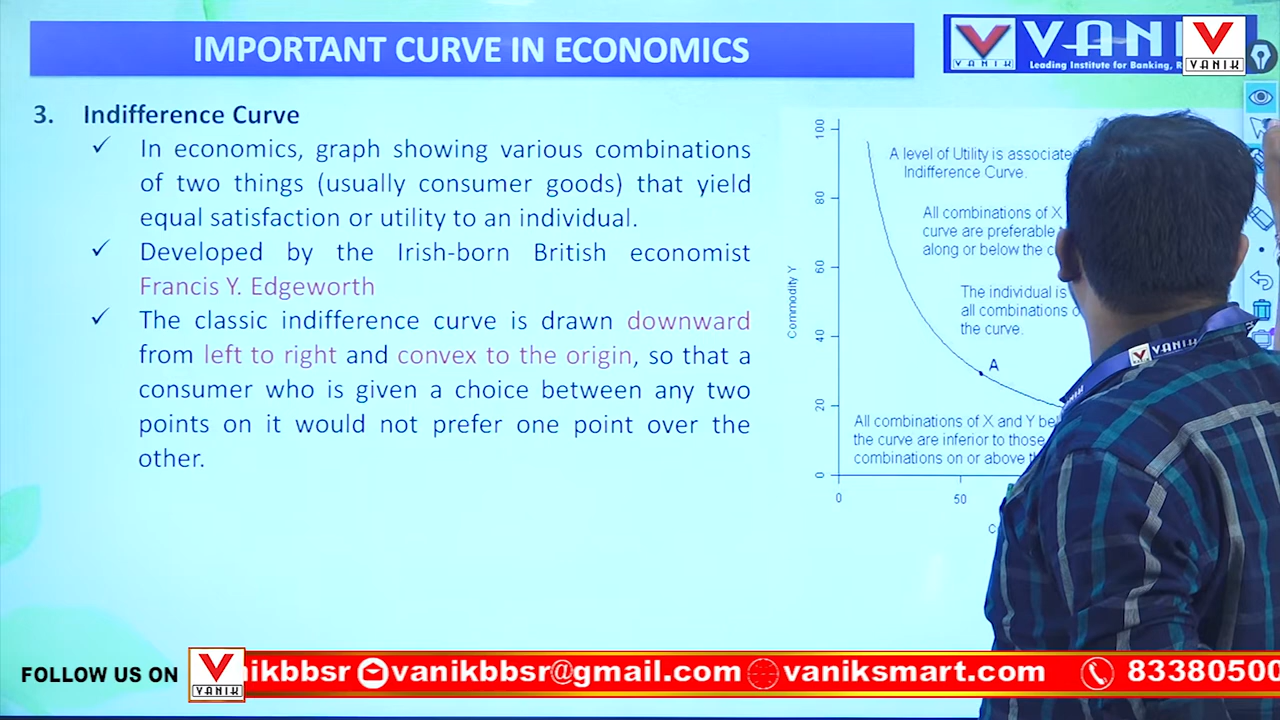 IMPORTANT CURVE IN ECONOMICS
VANIK
Leading Institute for Banking,
VANIK
VANIK
3. Indifference Curve
✓ In economics, graph showing various combinations
of two things (usually consumer goods) that yield
equal satisfaction or utility to an individual.
✓ Developed by the Irish-born British economist
Francis Y. Edgeworth
✓ The classic indifference curve is drawn downward
from left to right and convex to the origin, so that a
consumer who is given a choice between any two
points on it would not prefer one point over the
other.
Commodity Y
100
80
60
40
20
0
0
50
A level of Utility is
Indifference Curve.
All combinations of X
curve are preferable
along or below the
The individual is
all combinations
the curve.
A
All combinations of X and Y
the curve are inferior to those
combinations on or above
VANIK
FOLLOW US ON
VANIK
nikbbsr
vanikbbsr@gmail.com
vaniksmart.com
83380500